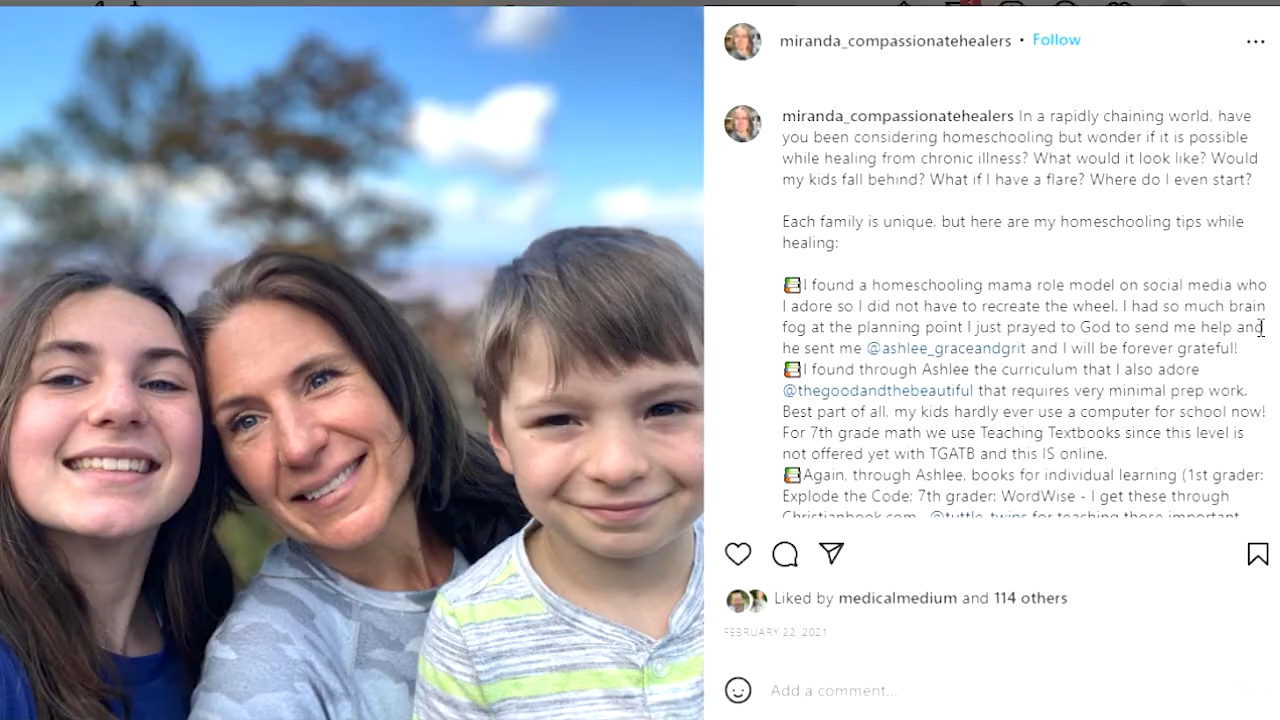 miranda_compassionatehealers • Follow
miranda_compassionatehealers In a rapidly chaining world, have
you been considering homeschooling but wonder if it is possible
while healing from chronic illness? What would it look like? Would
my kids fall behind? What if I have a flare? Where do I even start?
Each family is unique, but here are my homeschooling tips while
healing:
I found a homeschooling mama role model on social media who
I adore so I did not have to recreate the wheel. I had so much brain
fog at the planning point I just prayed to God to send me help and
he sent me @ashlee_graceandgrit and I will be forever grateful!
I found through Ashlee the curriculum that I also adore
@thegoodandthebeautiful that requires very minimal prep work.
Best part of all, my kids hardly ever use a computer for school now!
For 7th grade math we use Teaching Textbooks since this level is
not offered yet with TGATB and this IS online.
Again, through Ashlee, books for individual learning (1st grader:
Explode the Code: 7th grader: WordWise - I get these through
Christianbook.com, @tuttle_twins for teaching those important
Liked by medicalmedium and 114 others
FEBRUARY 22, 2021
Add a comment...